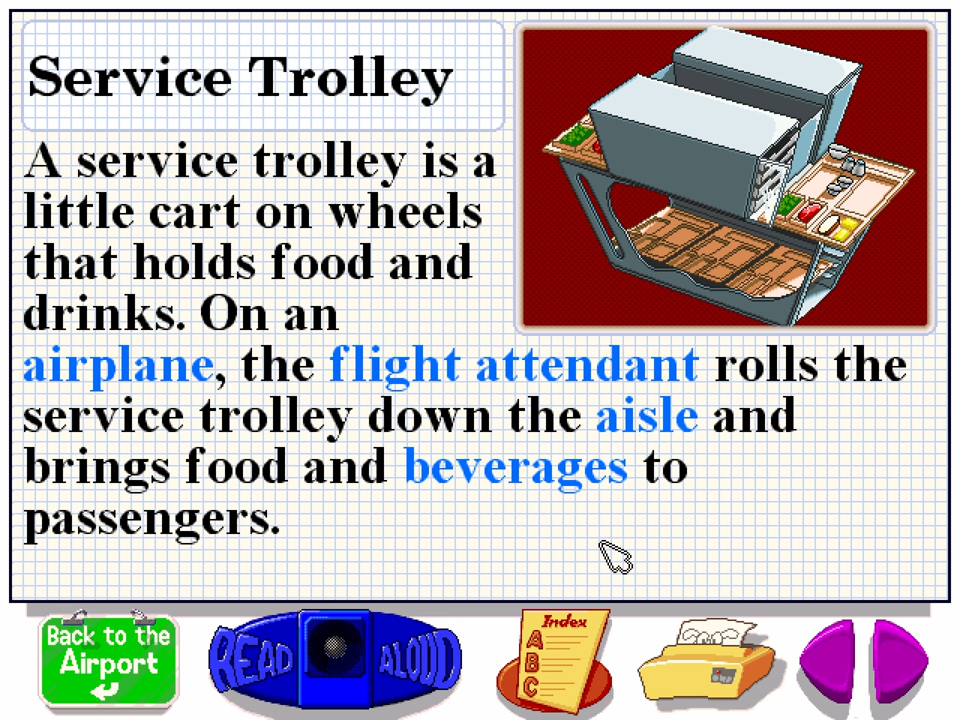 Service Trolley
A service trolley is a
little cart on wheels
that holds food and
drinks. On an
airplane, the flight attendant rolls the
service trolley down the aisle and
brings food and beverages to
passengers.
Back to the
Airport
READ ALOUD
Index
A
B
C